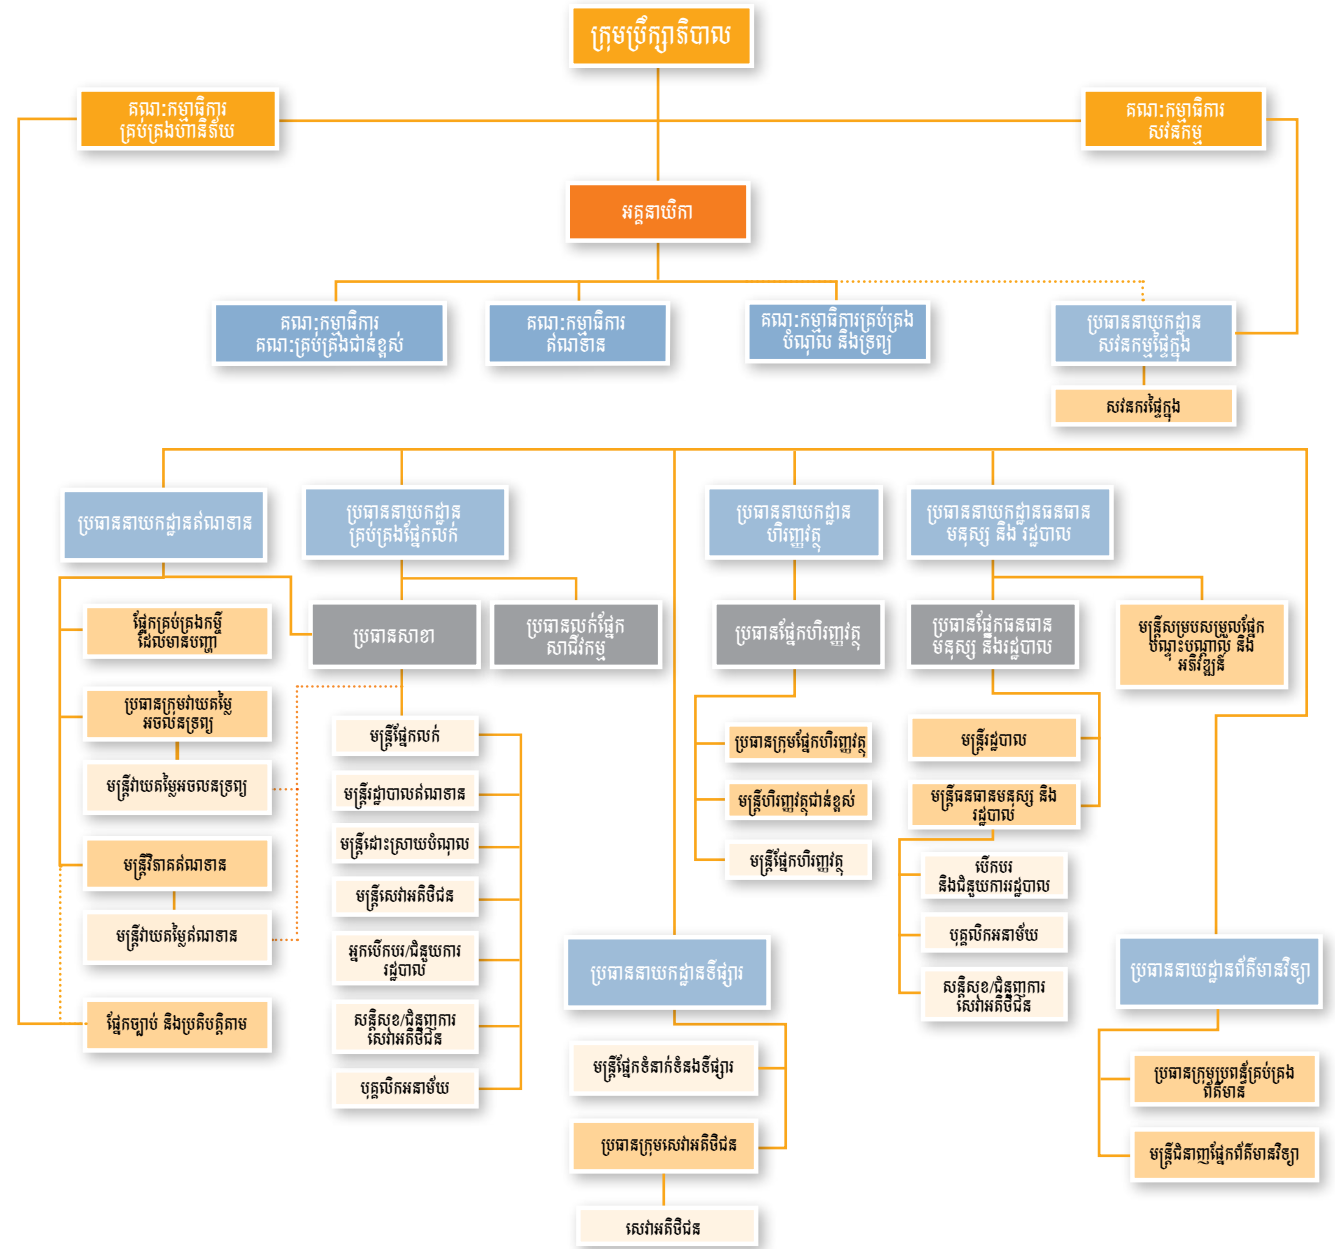 ក្រុមប្រឹក្សាភិបាល
គណៈកម្មាធិការ
គ្រប់គ្រងហានិភ័យ
គណៈកម្មាធិការ
សវនកម្ម
អគ្គនាយិកា
គណៈកម្មាធិការ
គណៈគ្រប់គ្រងជាន់ខ្ពស់
គណៈកម្មាធិការ
ឥណទាន
គណៈកម្មាធិការគ្រប់គ្រង
បំណុល និងទ្រព្យ
ប្រធាននាយកដ្ឋាន
សវនកម្មផ្ទៃក្នុង
សវនករផ្ទៃក្នុង
ប្រធាននាយកដ្ឋានឥណទាន
ប្រធាននាយកដ្ឋាន
គ្រប់គ្រងផ្នែកលក់
ប្រធាននាយកដ្ឋាន
ហិរញ្ញវត្ថុ
ប្រធាននាយកដ្ឋានធនធាន
មនុស្ស និង រដ្ឋបាល
ផ្នែកគ្រប់គ្រងកម្ចី
ដែលមានបញ្ហា
ប្រធានសាខា
ប្រធានលក់ផ្នែក
សាជីវកម្ម
ប្រធានផ្នែកហិរញ្ញវត្ថុ
ប្រធានផ្នែកធនធាន
មនុស្ស និងរដ្ឋបាល
មន្ត្រីសម្របសម្រួលផ្នែក
បណ្តុះបណ្តាល និង
អភិវឌ្ឍន៍
ប្រធានក្រុមវាយតម្លៃ
អចលនទ្រព្យ
មន្ត្រីវាយតម្លៃអចលនទ្រព្យ
មន្ត្រីវិភាគឥណទាន
មន្ត្រីវាយតម្លៃឥណទាន
ផ្នែកច្បាប់ និងប្រតិបត្តិតាម
មន្ត្រីផ្នែកលក់
មន្ត្រីរដ្ឋាបាលឥណទាន
មន្ត្រីដោះស្រាយបំណុល
មន្ត្រីសេវាអតិថិជន
អ្នកបើកបរ/ជំនួយការ
រដ្ឋបាល
សន្តិសុខ/ជំនួញការ
សេវាអតិថិជន
បុគ្គលិកអនាម័យ
ប្រធានក្រុមផ្នែកហិរញ្ញវត្ថុ
មន្ត្រីហិរញ្ញវត្ថុជាន់ខ្ពស់
មន្ត្រីផ្នែកហិរញ្ញវត្ថុ
មន្ត្រីរដ្ឋបាល
មន្ត្រីធនធានមនុស្ស និង
រដ្ឋបាល
បើកបរ
និងជំនួយការរដ្ឋបាល
បុគ្គលិកអនាម័យ
សន្តិសុខ/ជំនួញការ
សេវាអតិថិជន
ប្រធាននាយកដ្ឋានទីផ្សារ
មន្ត្រីផ្នែកទំនាក់ទំនងទីផ្សារ
ប្រធានក្រុមសេវាអតិថិជន
សេវាអតិថិជន
ប្រធាននាយដ្ឋានព័ត៌មានវិទ្យា
ប្រធានក្រុមប្រពន្ធ័គ្រប់គ្រង
ព័ត៌មាន
មន្ត្រីជំនាញផ្នែកព័ត៌មានវិទ្យា